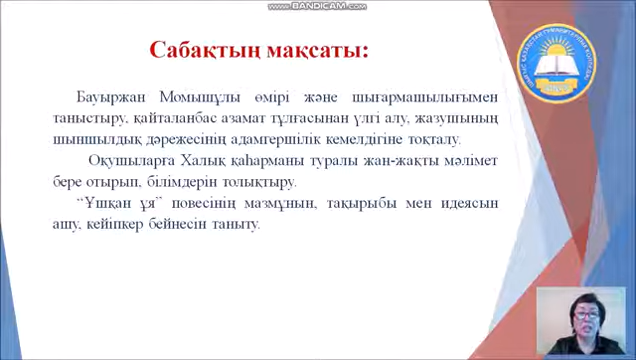 www.BANDICAM.com
Сабақтың мақсаты:
Бауыржан Момышұлы өмірі және шығармашылығымен
таныстыру, қайталанбас азамат тұлғасынан үлгі алу, жазушының
шыншылдық дәрежесінің адамгершілік кемелдігіне тоқталу.
Оқушыларға Халық қаһарманы туралы жан-жақты мәлімет
бере отырып, білімдерін толықтыру.
“Ұшқан ұя” повесінің мазмұнын, тақырыбы мен идеясын
ашу, кейіпкер бейнесін таныту.